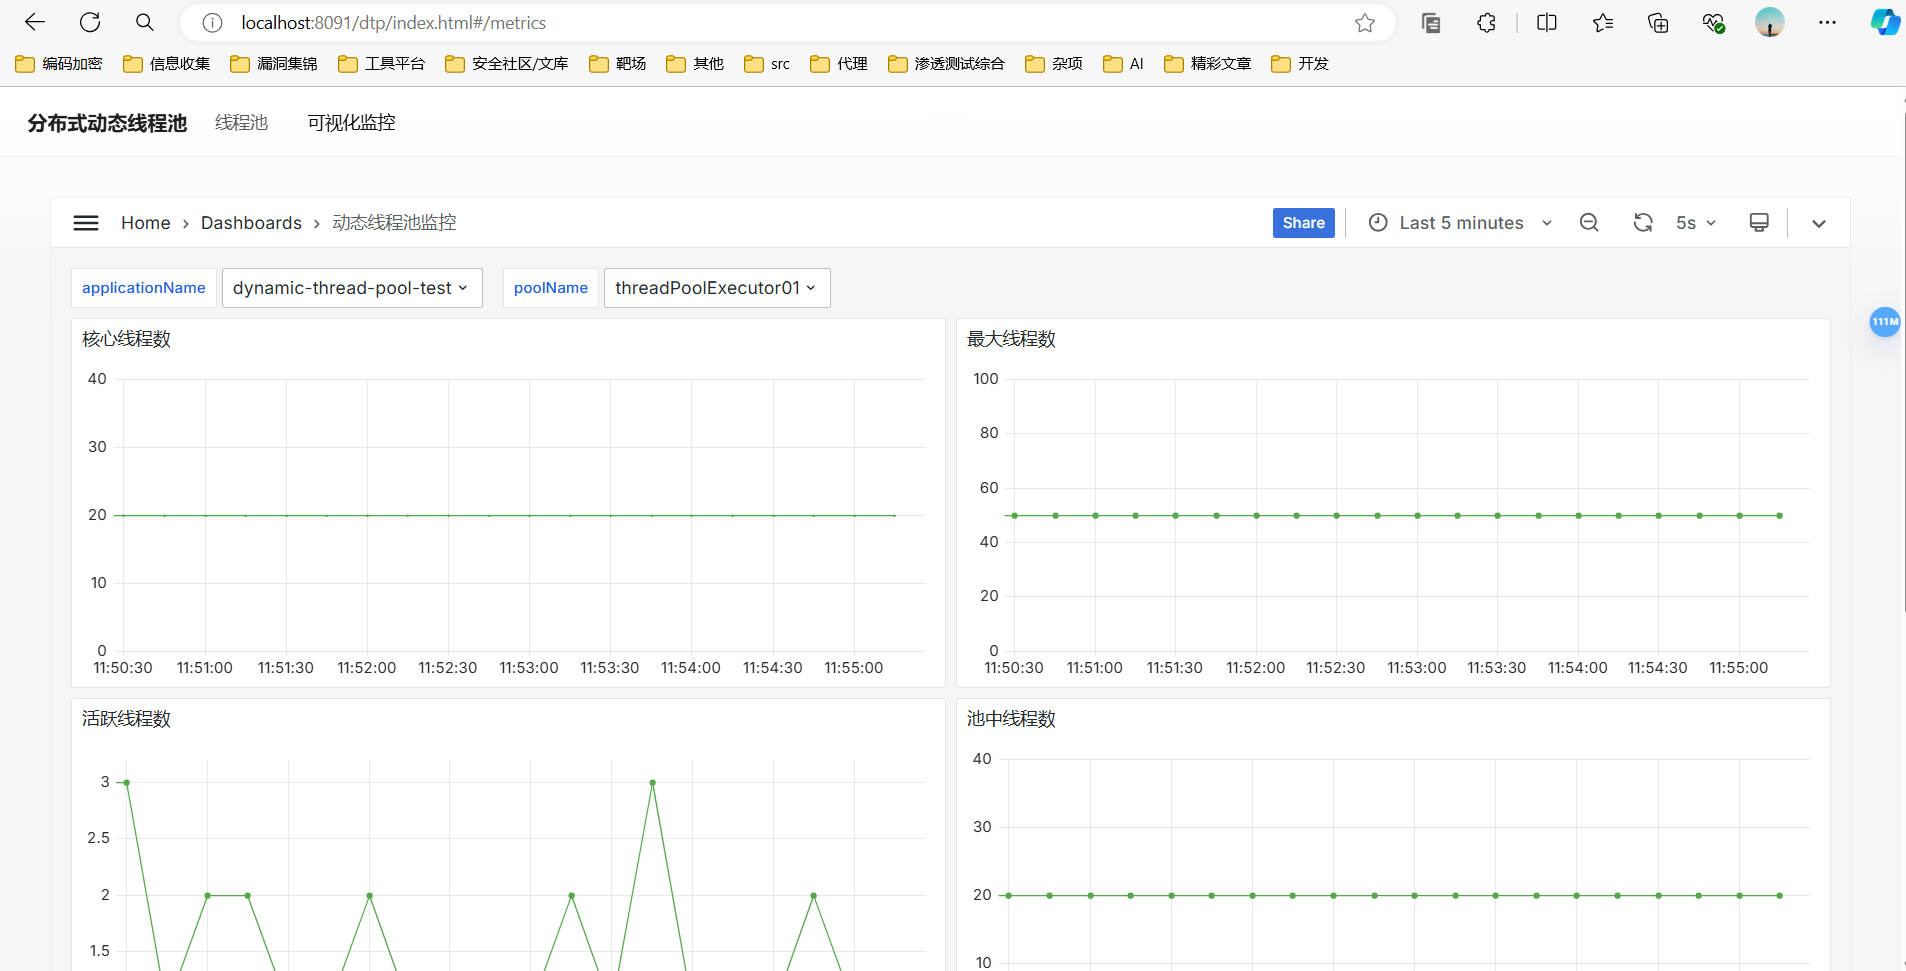 localhost:8091/dtp/index.html#/metrics
编码加密 信息收集 漏洞集锦 工具平台 安全社区/文库 靶场 其他 src 代理 渗透测试综合 杂项 AI 精彩文章 开发
分布式动态线程池 线程池 可视化监控
Home › Dashboards › 动态线程池监控 Share Last 5 minutes 5s
applicationName dynamic-thread-pool-test poolName threadPoolExecutor01
111M
核心线程数
40
30
20
10
0
11:50:30 11:51:00 11:51:30 11:52:00 11:52:30 11:53:00 11:53:30 11:54:00 11:54:30 11:55:00
最大线程数
100
80
60
40
20
0
11:50:30 11:51:00 11:51:30 11:52:00 11:52:30 11:53:00 11:53:30 11:54:00 11:54:30 11:55:00
活跃线程数
3
2.5
2
1.5
池中线程数
40
30
20
10